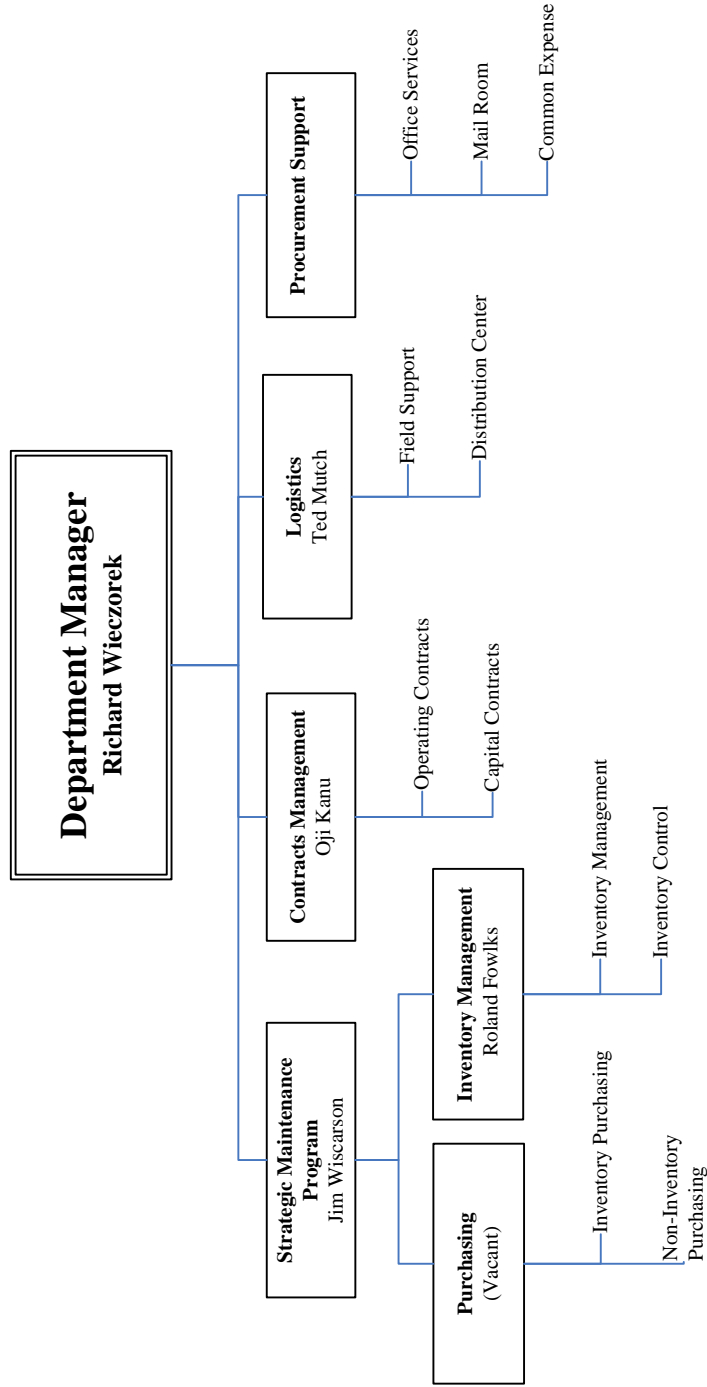 Department Manager
Richard Wieczorek
Strategic Maintenance
Program
Jim Wiscarson
Contracts Management
Oji Kanu
Logistics
Ted Mutch
Procurement Support
Purchasing
(Vacant)
Inventory Purchasing
Non-Inventory
Purchasing
Inventory Management
Roland Fowlks
Inventory Management
Inventory Control
Operating Contracts
Capital Contracts
Field Support
Distribution Center
Office Services
Mail Room
Common Expense